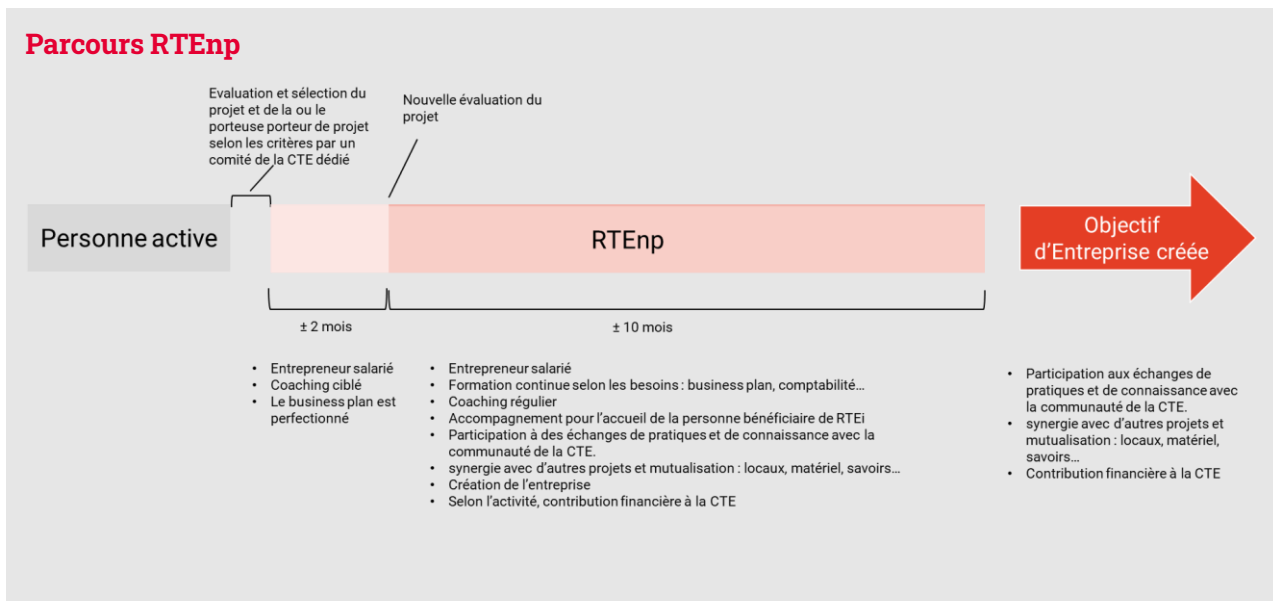 Parcours RTEnp
Evaluation et sélection du
projet et de la ou le
porteuse porteur de projet
selon les critères par un
comité de la CTE dédié
Nouvelle évaluation du
projet
Personne active
RTEnp
Objectif
d'Entreprise créée
± 2 mois
± 10 mois
• Entrepreneur salarié
• Coaching ciblé
• Le business plan est
perfectionné
• Entrepreneur salarié
• Formation continue selon les besoins : business plan, comptabilité…
• Coaching régulier
• Accompagnement pour l'accueil de la personne bénéficiaire de RTEi
• Participation à des échanges de pratiques et de connaissance avec la
communauté de la CTE.
• synergie avec d'autres projets et mutualisation : locaux, matériel, savoirs…
• Création de l'entreprise
• Selon l'activité, contribution financière à la CTE
• Participation aux échanges de
pratiques et de connaissance avec
la communauté de la CTE.
• synergie avec d'autres projets et
mutualisation : locaux, matériel,
savoirs…
• Contribution financière à la CTE